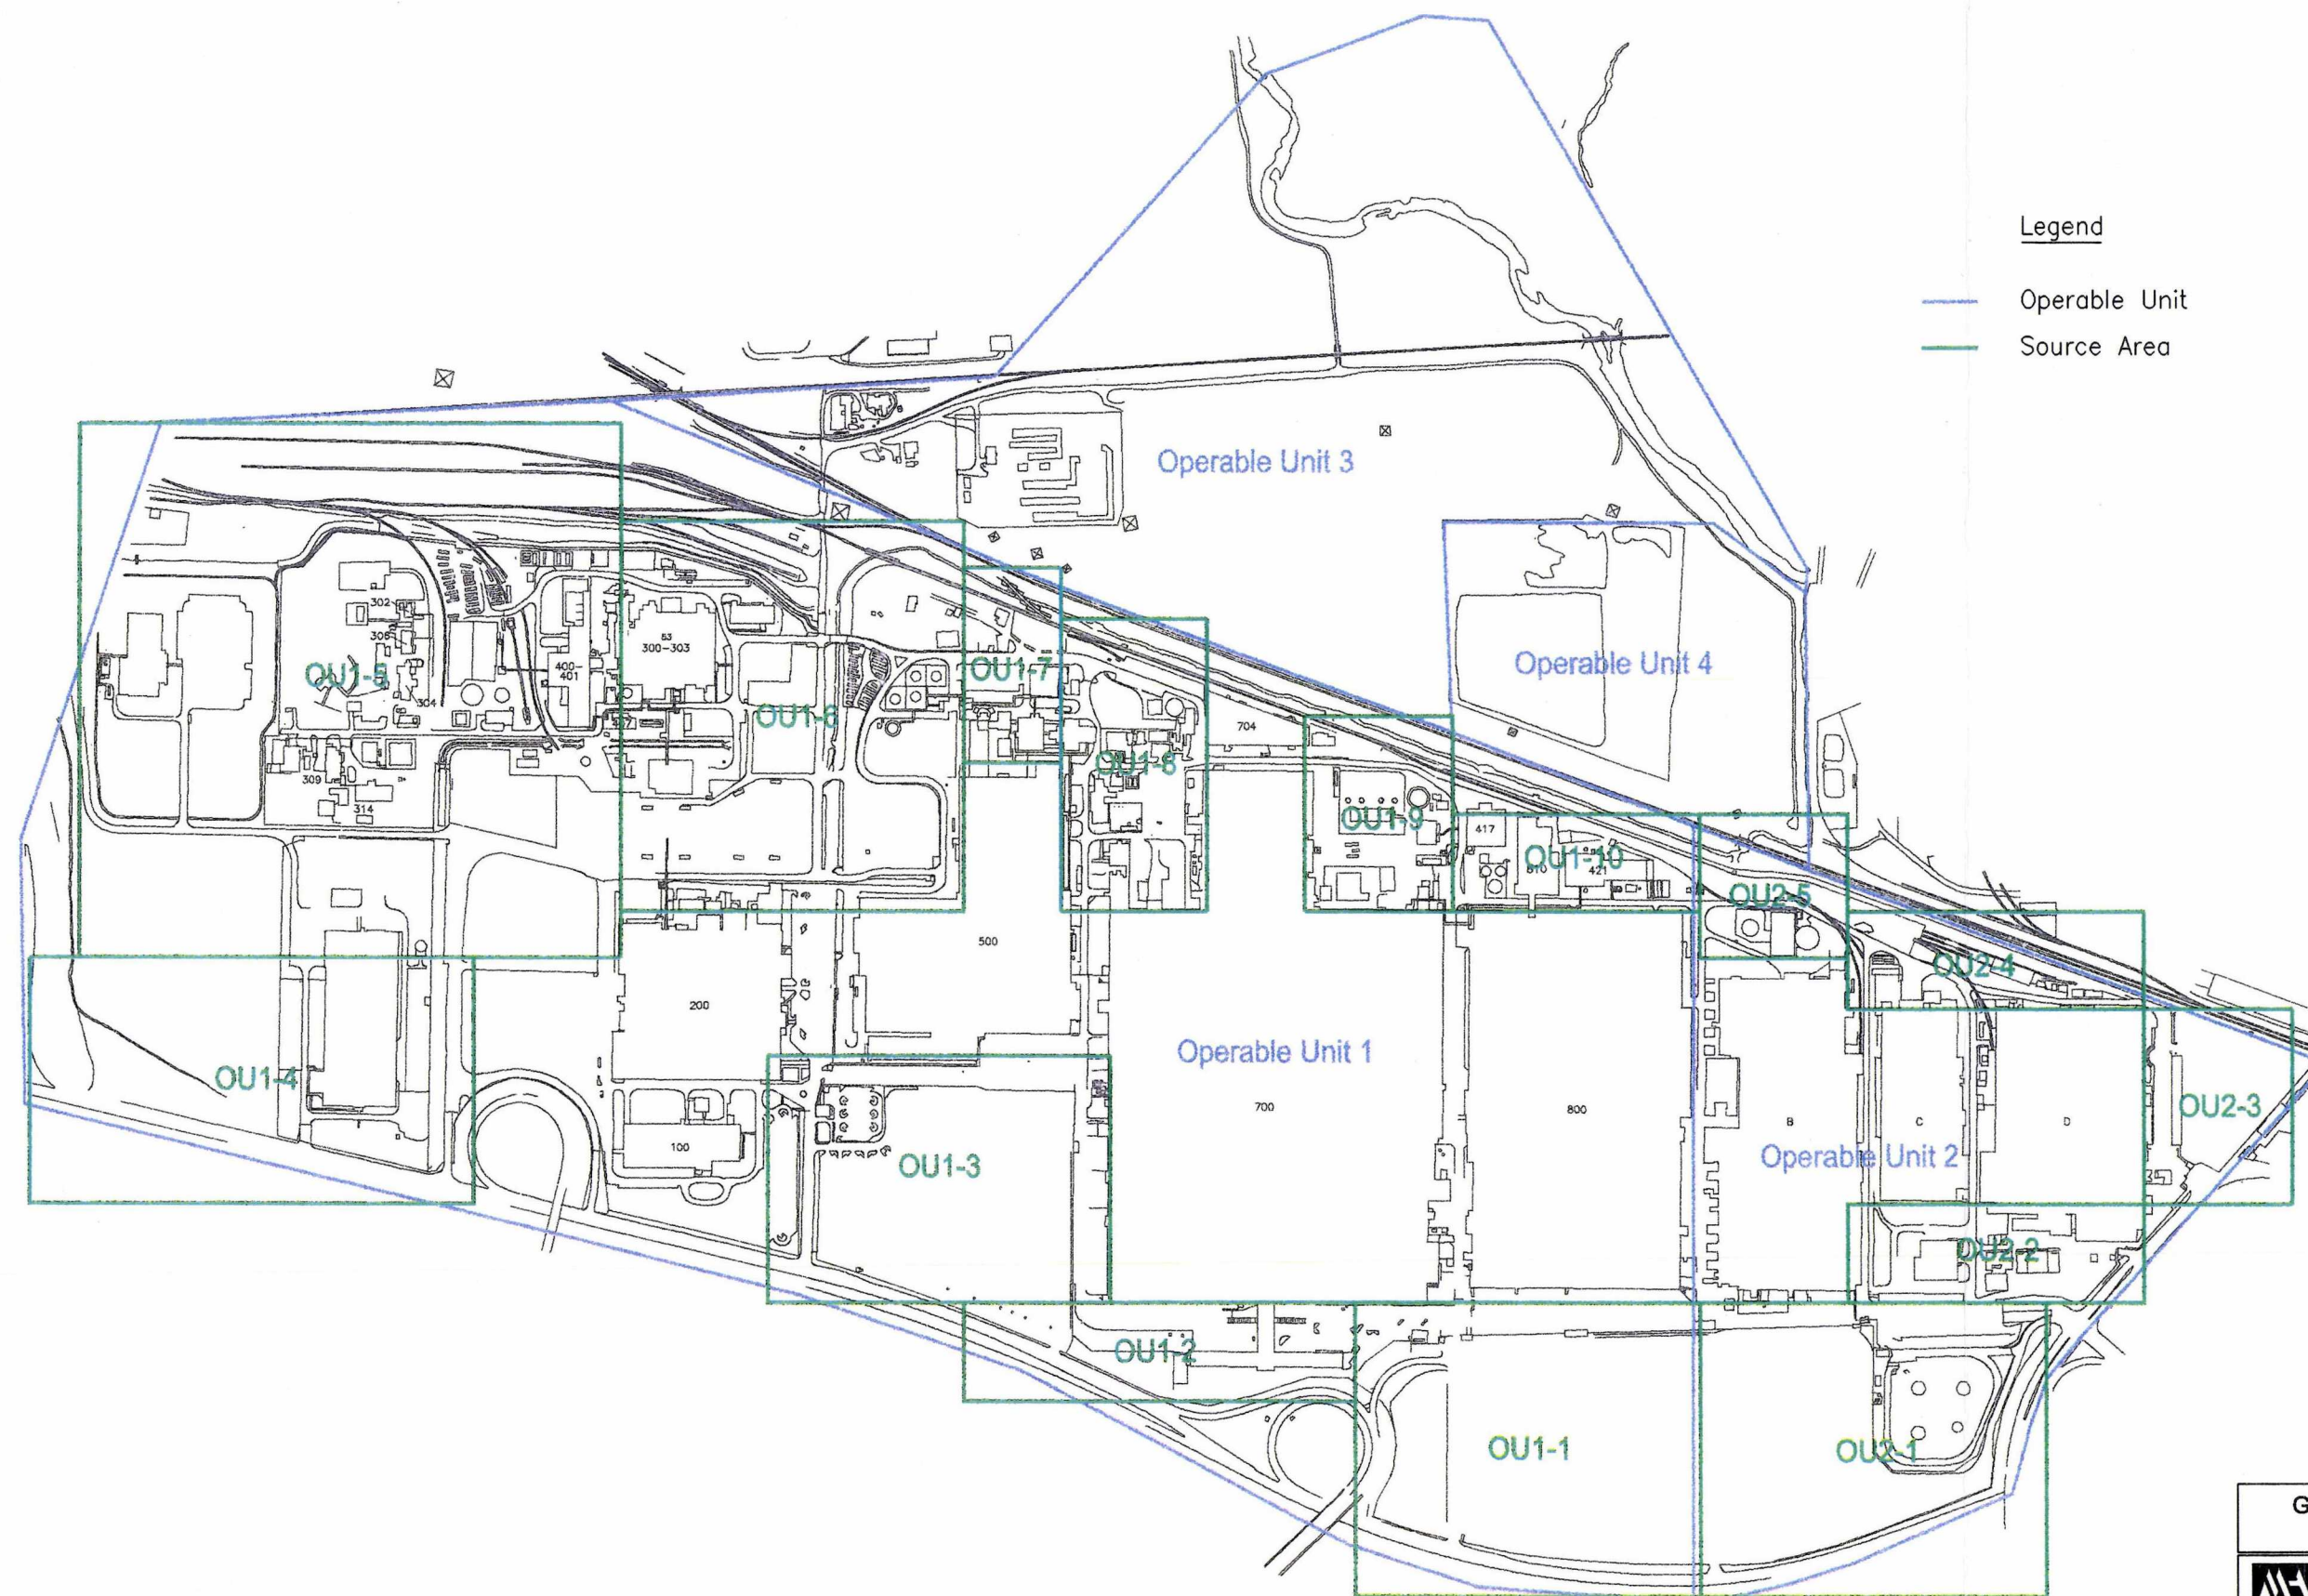 Legend
Operable Unit
Source Area
Operable Unit 3
Operable Unit 4
302
53
300-303
400-
401
OU1-5
304
OU1-6
OU1-7
OU1-8
704
309
314
OU1-9
417
OU1-10
810
421
OU2-5
500
OU2-4
200
Operable Unit 1
OU1-4
700
800
B
C
D
OU2-3
100
OU1-3
Operable Unit 2
OU2-2
OU1-2
OU1-1
OU2-1
G